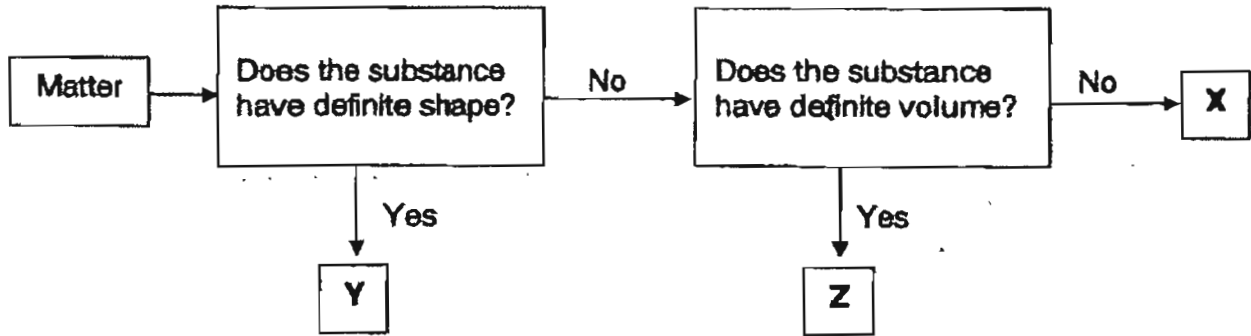 Matter
Does the substance
have definite shape?
No
Does the substance
have definite volume?
No
X
Yes
Yes
Y
Z